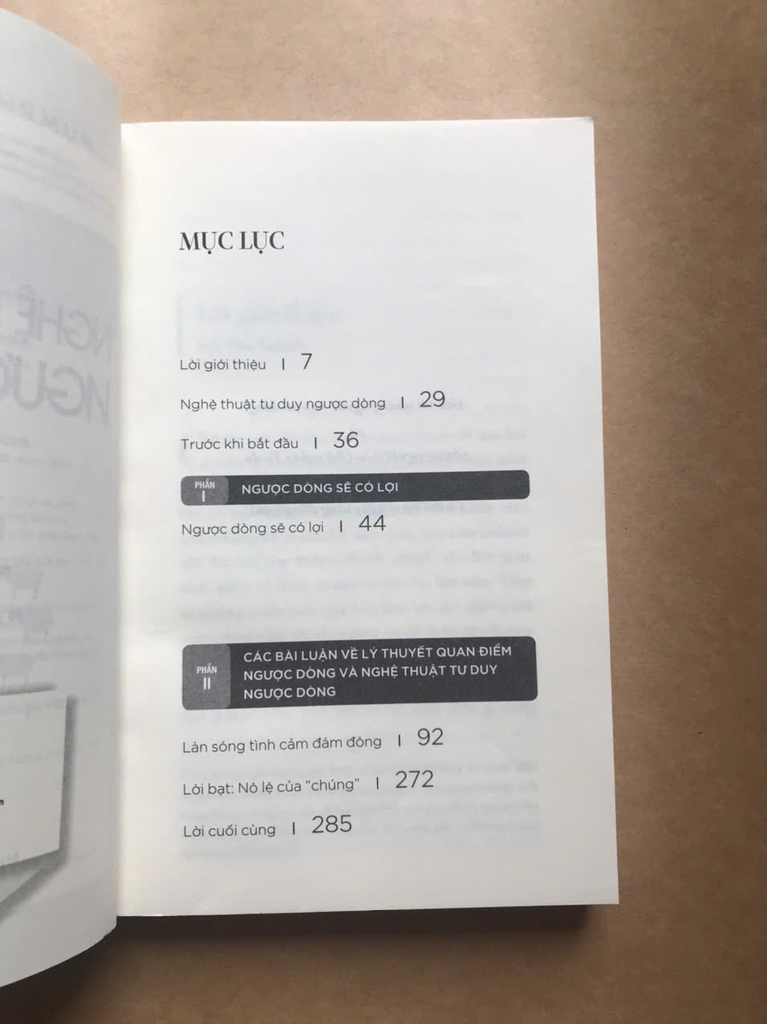 MỤC LỤC
Lời giới thiệu | 7
Nghệ thuật tư duy ngược dòng | 29
Trước khi bắt đầu | 36
PHẦN
I
NGƯỢC DÒNG SẼ CÓ LỢI
Ngược dòng sẽ có lợi | 44
PHẦN
II
CÁC BÀI LUẬN VỀ LÝ THUYẾT QUAN ĐIỂM
NGƯỢC DÒNG VÀ NGHỆ THUẬT TƯ DUY
NGƯỢC DÒNG
Làn sóng tình cảm đám đông | 92
Lời bạt: Nô lệ của “chúng” | 272
Lời cuối cùng | 285